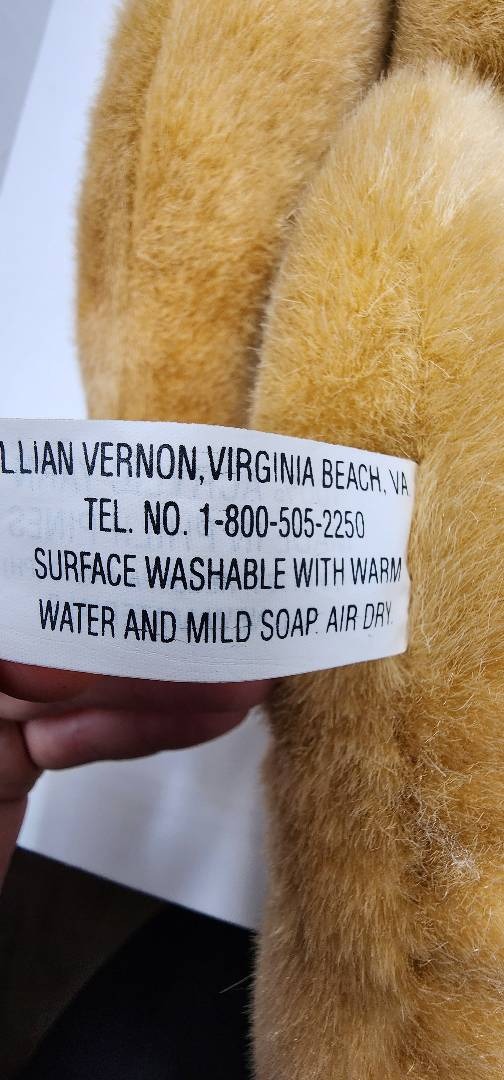 LLIAN VERNON, VIRGINIA BEACH, VA
TEL. NO. 1-800-505-2250
SURFACE WASHABLE WITH WARM
WATER AND MILD SOAP. AIR DRY.